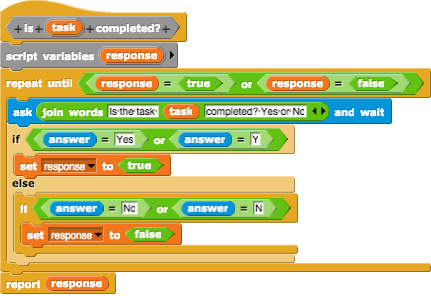 + Is + task + completed? +
script variables response
repeat until response = true or response = false
ask join words Is·the·task· task completed?·Yes·or·No and wait
if answer = Yes or answer = Y
set response to true
else
if answer = No or answer = N
set response to false
report response